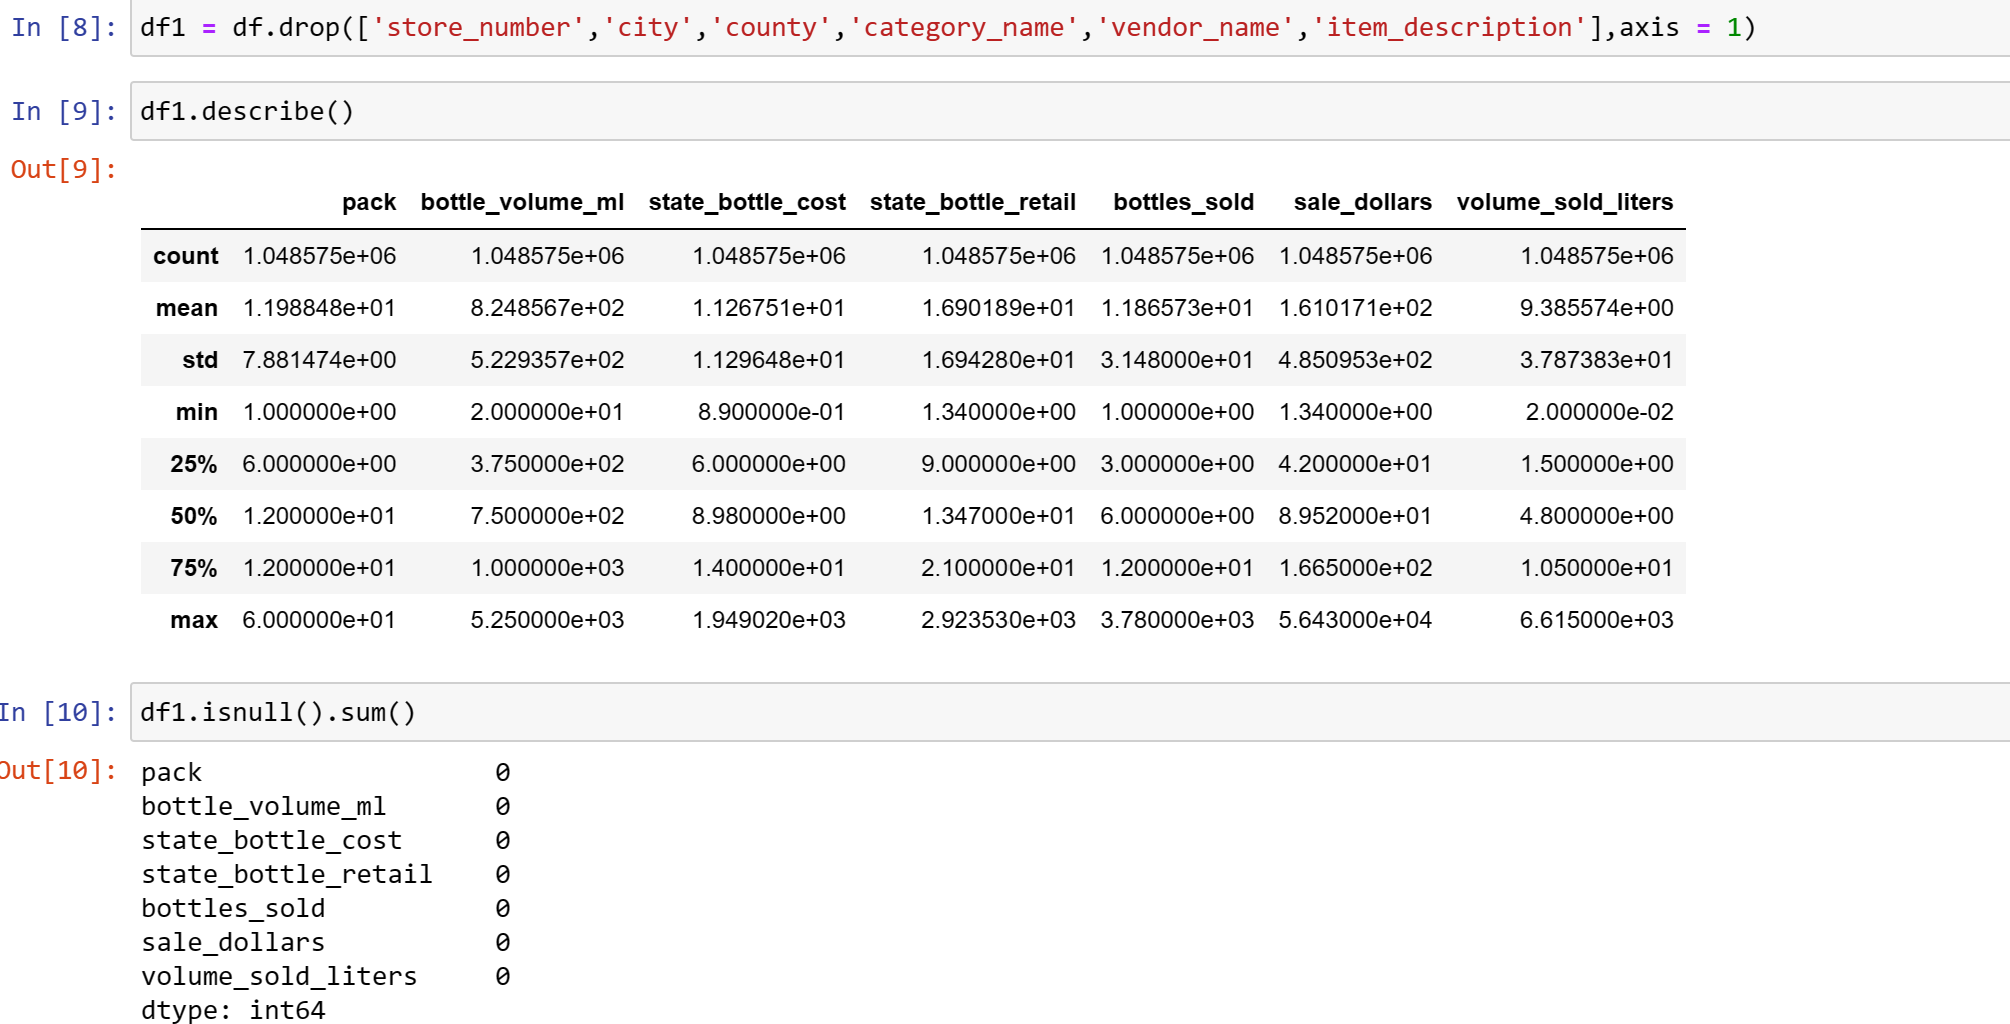 In [8]: df1 = df.drop(['store_number','city','county','category_name','vendor_name','item_description'],axis = 1)
In [9]: df1.describe()
Out[9]:
pack bottle_volume_ml state_bottle_cost state_bottle_retail bottles_sold sale_dollars volume_sold_liters
count 1.048575e+06 1.048575e+06 1.048575e+06 1.048575e+06 1.048575e+06 1.048575e+06 1.048575e+06
mean 1.198848e+01 8.248567e+02 1.126751e+01 1.690189e+01 1.186573e+01 1.610171e+02 9.385574e+00
std 7.881474e+00 5.229357e+02 1.129648e+01 1.694280e+01 3.148000e+01 4.850953e+02 3.787383e+01
min 1.000000e+00 2.000000e+01 8.900000e-01 1.340000e+00 1.000000e+00 1.340000e+00 2.000000e-02
25% 6.000000e+00 3.750000e+02 6.000000e+00 9.000000e+00 3.000000e+00 4.200000e+01 1.500000e+00
50% 1.200000e+01 7.500000e+02 8.980000e+00 1.347000e+01 6.000000e+00 8.952000e+01 4.800000e+00
75% 1.200000e+01 1.000000e+03 1.400000e+01 2.100000e+01 1.200000e+01 1.665000e+02 1.050000e+01
max 6.000000e+01 5.250000e+03 1.949020e+03 2.923530e+03 3.780000e+03 5.643000e+04 6.615000e+03
In [10]: df1.isnull().sum()
Out[10]: pack 0
bottle_volume_ml 0
state_bottle_cost 0
state_bottle_retail 0
bottles_sold 0
sale_dollars 0
volume_sold_liters 0
dtype: int64